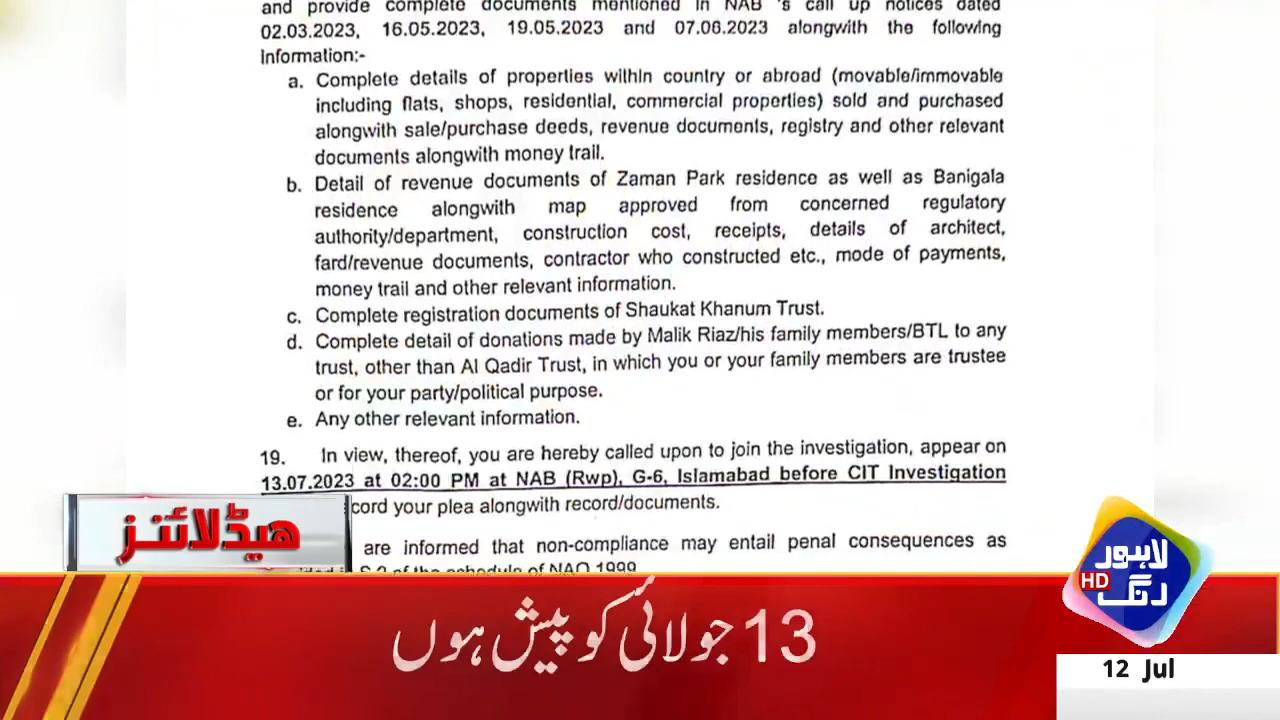 and provide complete documents mentioned in NAB 's call up notices dated
02.03.2023, 16.05.2023, 19.05.2023 and 07.06.2023 alongwith the following
Information:-
a. Complete details of properties within country or abroad (movable/immovable
including flats, shops, residential, commercial properties) sold and purchased
alongwith sale/purchase deeds, revenue documents, registry and other relevant
documents alongwith money trail.
b. Detail of revenue documents of Zaman Park residence as well as Banigala
residence alongwith map approved from concerned regulatory
authority/department, construction cost, receipts, details of architect,
fard/revenue documents, contractor who constructed etc., mode of payments,
money trail and other relevant information.
c. Complete registration documents of Shaukat Khanum Trust.
d. Complete detail of donations made by Malik Riaz/his family members/BTL to any
trust, other than Al Qadir Trust, in which you or your family members are trustee
or for your party/political purpose.
e. Any other relevant information.
19. In view, thereof, you are hereby called upon to join the investigation, appear on
13.07.2023 at 02:00 PM at NAB (Rwp), G-6, Islamabad before CIT Investigation
cord your plea alongwith record/documents.
are informed that non-compliance may entail penal consequences as
S.2 of the schedule of NAO 1999
ہیڈلائنز
لاہور
HD رنگ
13 جولائی کو پیش ہوں
12 Jul